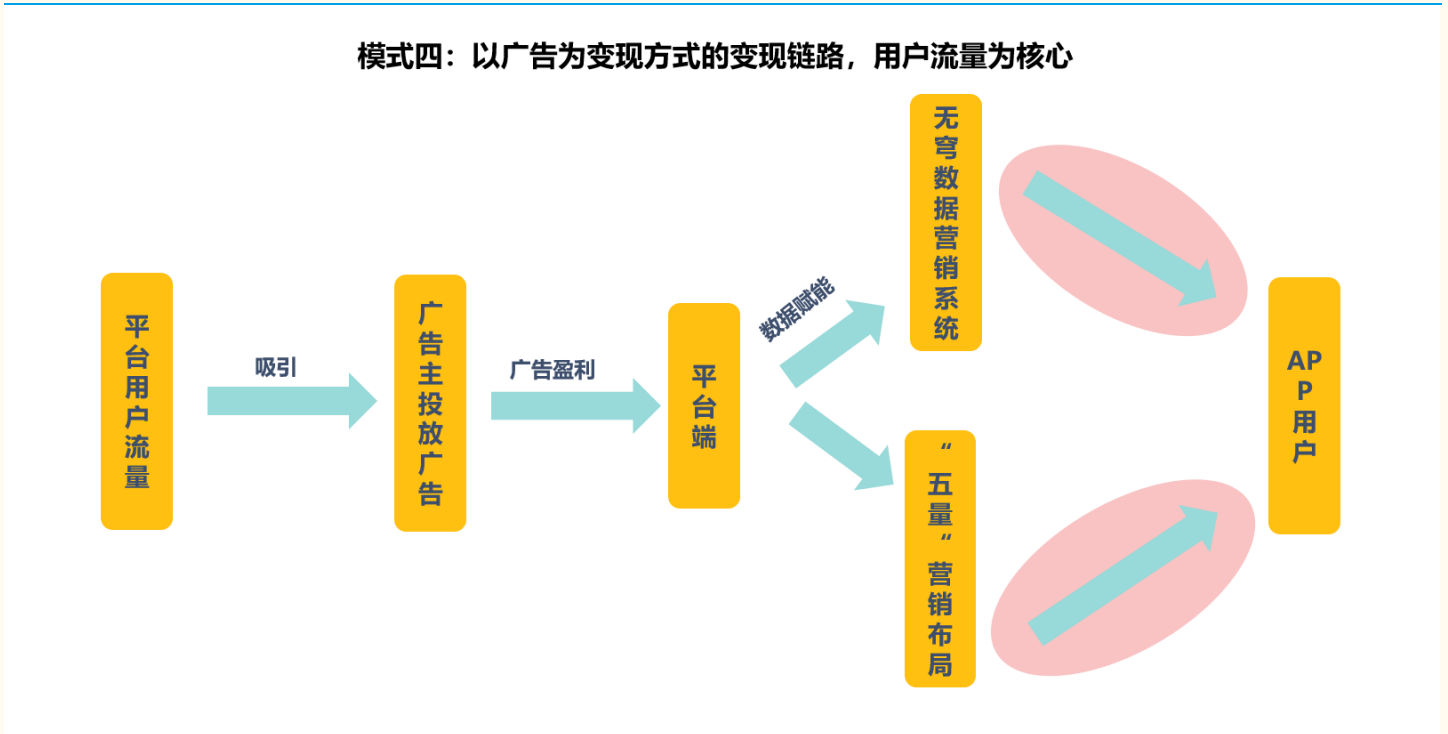 模式四：以广告为变现方式的变现链路，用户流量为核心
平台用户流量
吸引
广告主投放广告
广告盈利
平台端
数据赋能
无穹数据营销系统
“五量“营销布局
APP用户